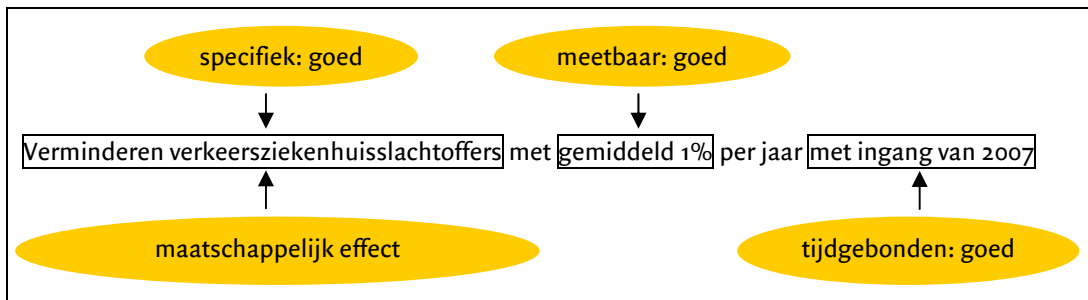 specifiek: goed meetbaar: goed
Verminderen verkeersziekenhuisslachtoffers met gemiddeld 1% per jaar met ingang van 2007
maatschappelijk effect tijdgebonden: goed